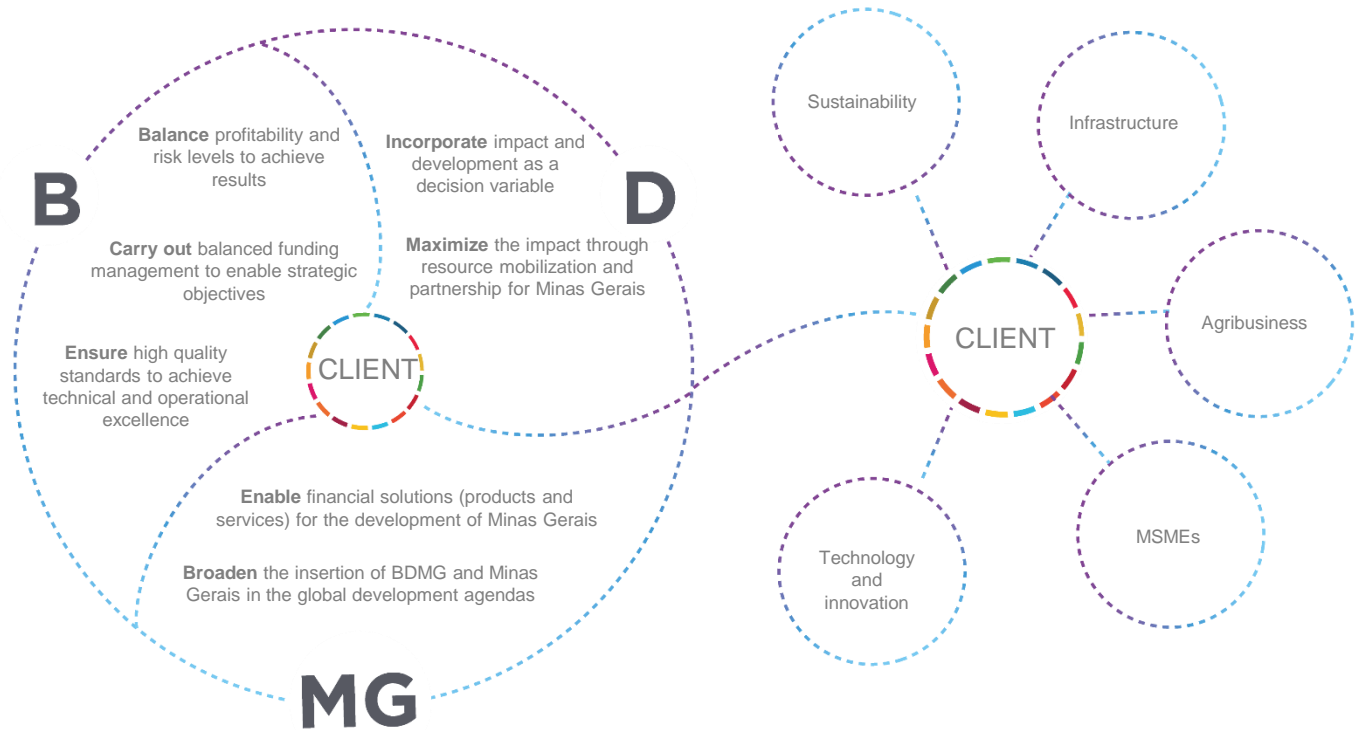 B
Balance profitability and
risk levels to achieve
results
Carry out balanced funding
management to enable strategic
objectives
Ensure high quality
standards to achieve
technical and operational
excellence
D
Incorporate impact and
development as a
decision variable
Maximize the impact through
resource mobilization and
partnership for Minas Gerais
CLIENT
Enable financial solutions (products and
services) for the development of Minas Gerais
Broaden the insertion of BDMG and Minas
Gerais in the global development agendas
MG
Sustainability
Infrastructure
CLIENT
Agribusiness
MSMEs
Technology
and
innovation